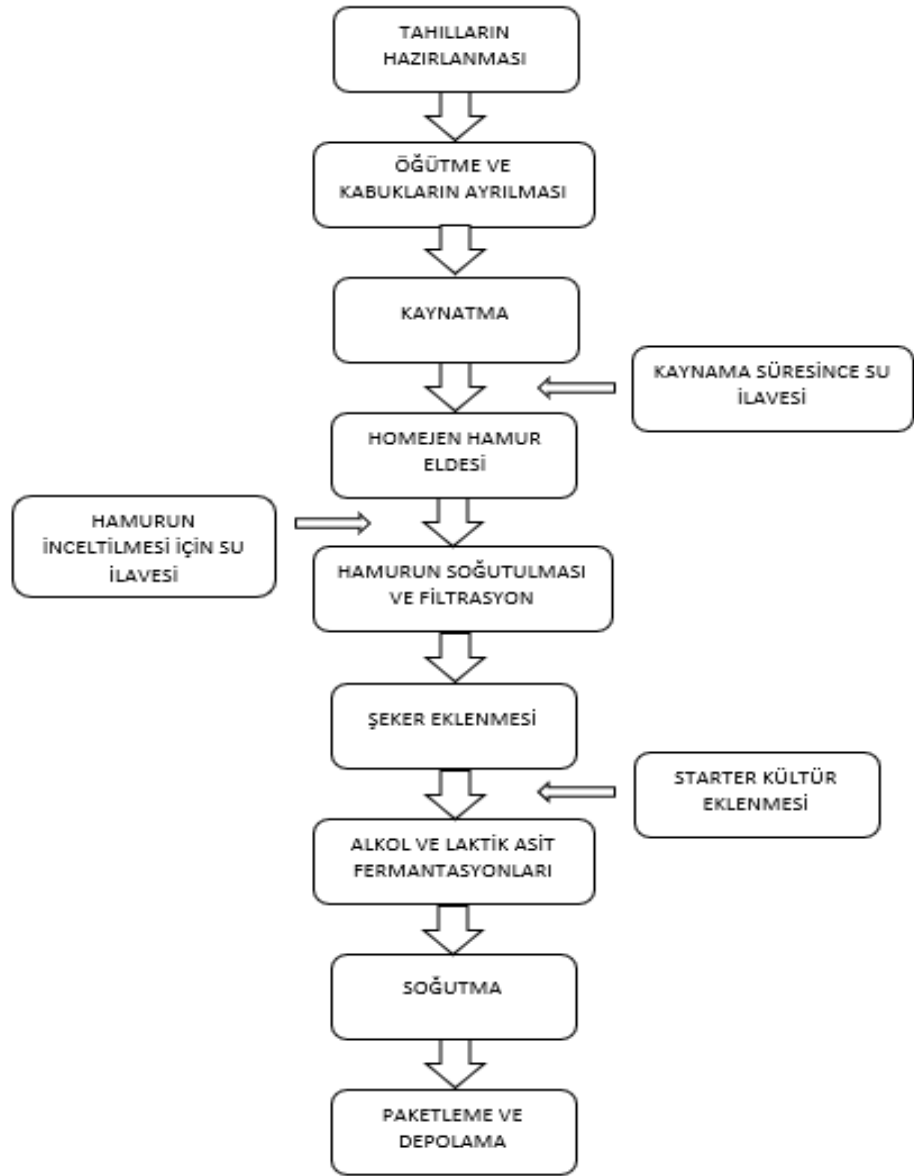 TAHILLARIN
HAZIRLANMASI
ÖĞÜTME VE
KABUKLARIN AYRILMASI
KAYNATMA
KAYNAMA SÜRESİNCE SU
İLAVESİ
HOMEJEN HAMUR
ELDESİ
HAMURUN
İNCELTİLMESİ İÇİN SU
İLAVESİ
HAMURUN SOĞUTULMASI
VE FİLTRASYON
ŞEKER EKLENMESİ
STARTER KÜLTÜR
EKLENMESİ
ALKOL VE LAKTİK ASİT
FERMANTASYONLARI
SOĞUTMA
PAKETLEME VE
DEPOLAMA